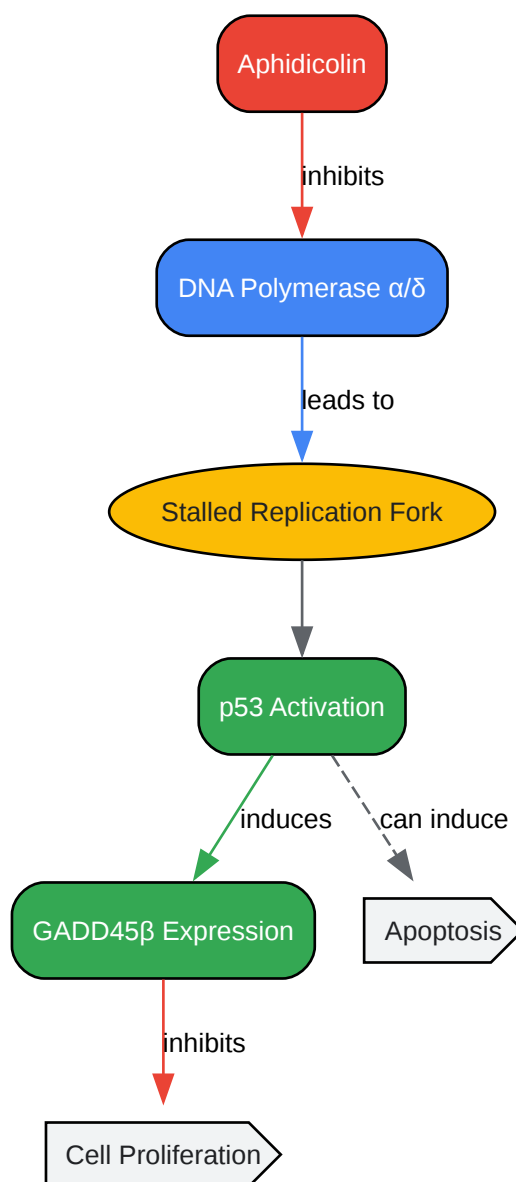 Aphidicolin
inhibits
DNA Polymerase α/δ
leads to
Stalled Replication Fork
p53 Activation
induces
can induce
GADD45β Expression
Apoptosis
inhibits
Cell Proliferation